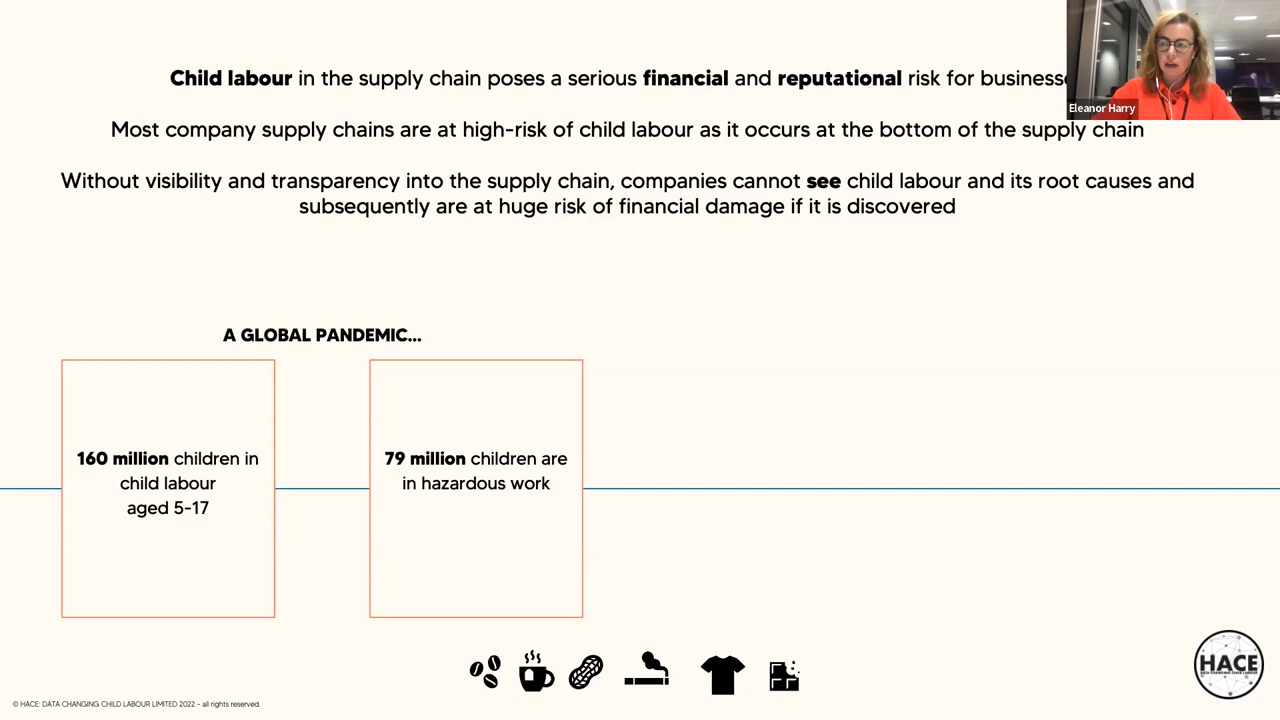 Child labour in the supply chain poses a serious financial and reputational risk for
Eleanor Harry
Most company supply chains are at high-risk of child labour as it occurs at the bottom of the supply chain
Without visibility and transparency into the supply chain, companies cannot see child labour and its root causes and
subsequently are at huge risk of financial damage if it is discovered
A GLOBAL PANDEMIC...
160 million children in
child labour
aged 5-17
79 million children are
in hazardous work
HACE
DATA CHANGING CHILD LABOUR
© HACE: DATA CHANGING CHILD LABOUR LIMITED 2022 - all rights reserved.